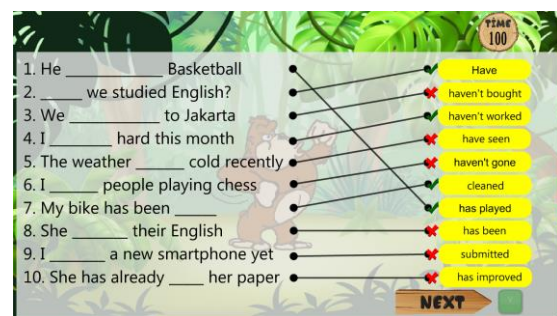 TIME
100
1. He ____________ Basketball
2. _____ we studied English?
3. We ___________ to Jakarta
4. I ________ hard this month
5. The weather ______ cold recently
6. I ______ people playing chess
7. My bike has been _____
8. She _______ their English
9. I ______ a new smartphone yet
10. She has already ____ her paper
Have
haven't bought
haven't worked
have seen
haven't gone
cleaned
has played
has been
submitted
has improved
NEXT